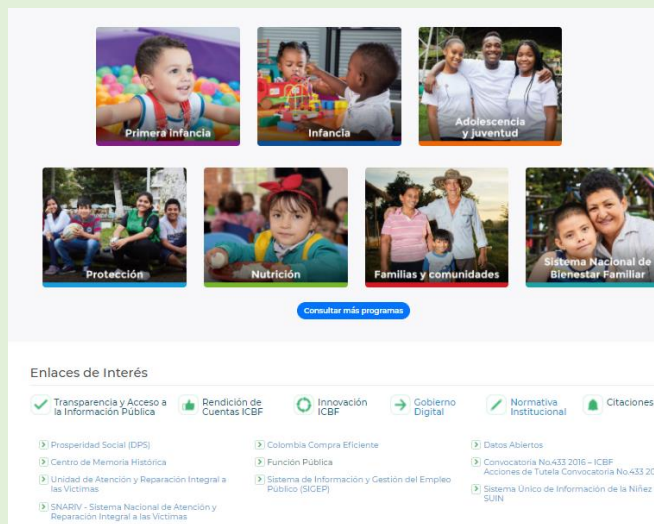 Primera infancia
Infancia
Adolescencia
y juventud
Protección
Nutrición
Familias y comunidades
Sistema Nacional de
Bienestar Familiar
Consultar más programas
Enlaces de Interés
Transparencia y Acceso a
la Información Pública
Rendición de
Cuentas ICBF
Innovación
ICBF
Gobierno
Digital
Normativa
Institucional
Citaciones
Prosperidad Social (DPS)
Centro de Memoria Histórica
Unidad de Atención y Reparación Integral a
las Victimas
SNARIV - Sistema Nacional de Atención y
Reparación Integral a las Victimas
Colombia Compra Eficiente
Función Pública
Sistema de Información y Gestión del Empleo
Público (SIGEP)
Datos Abiertos
Convocatoria No.433 2016 – ICBF
Acciones de Tutela Convocatoria No.433 20
Sistema Único de Información de la Niñez
SUIN